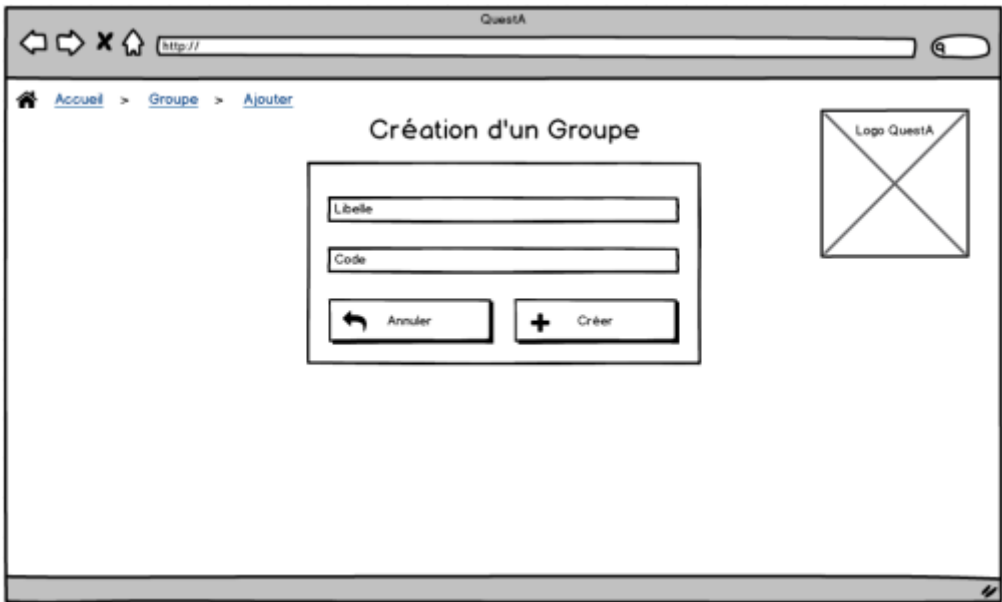 QuestA
http://
Accueil > Groupe > Ajouter
Création d'un Groupe
Logo QuestA
Libelle
Code
Annuler
Créer